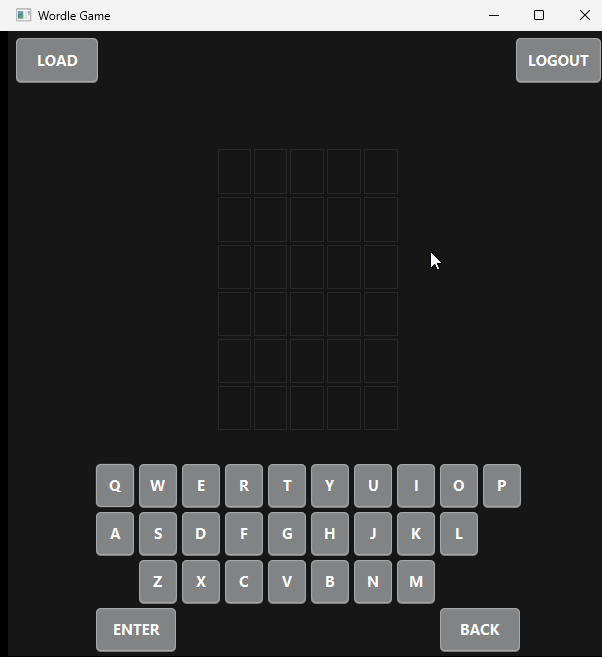 Wordle Game
LOAD LOGOUT
Q W E R T Y U I O P
A S D F G H J K L
Z X C V B N M
ENTER BACK